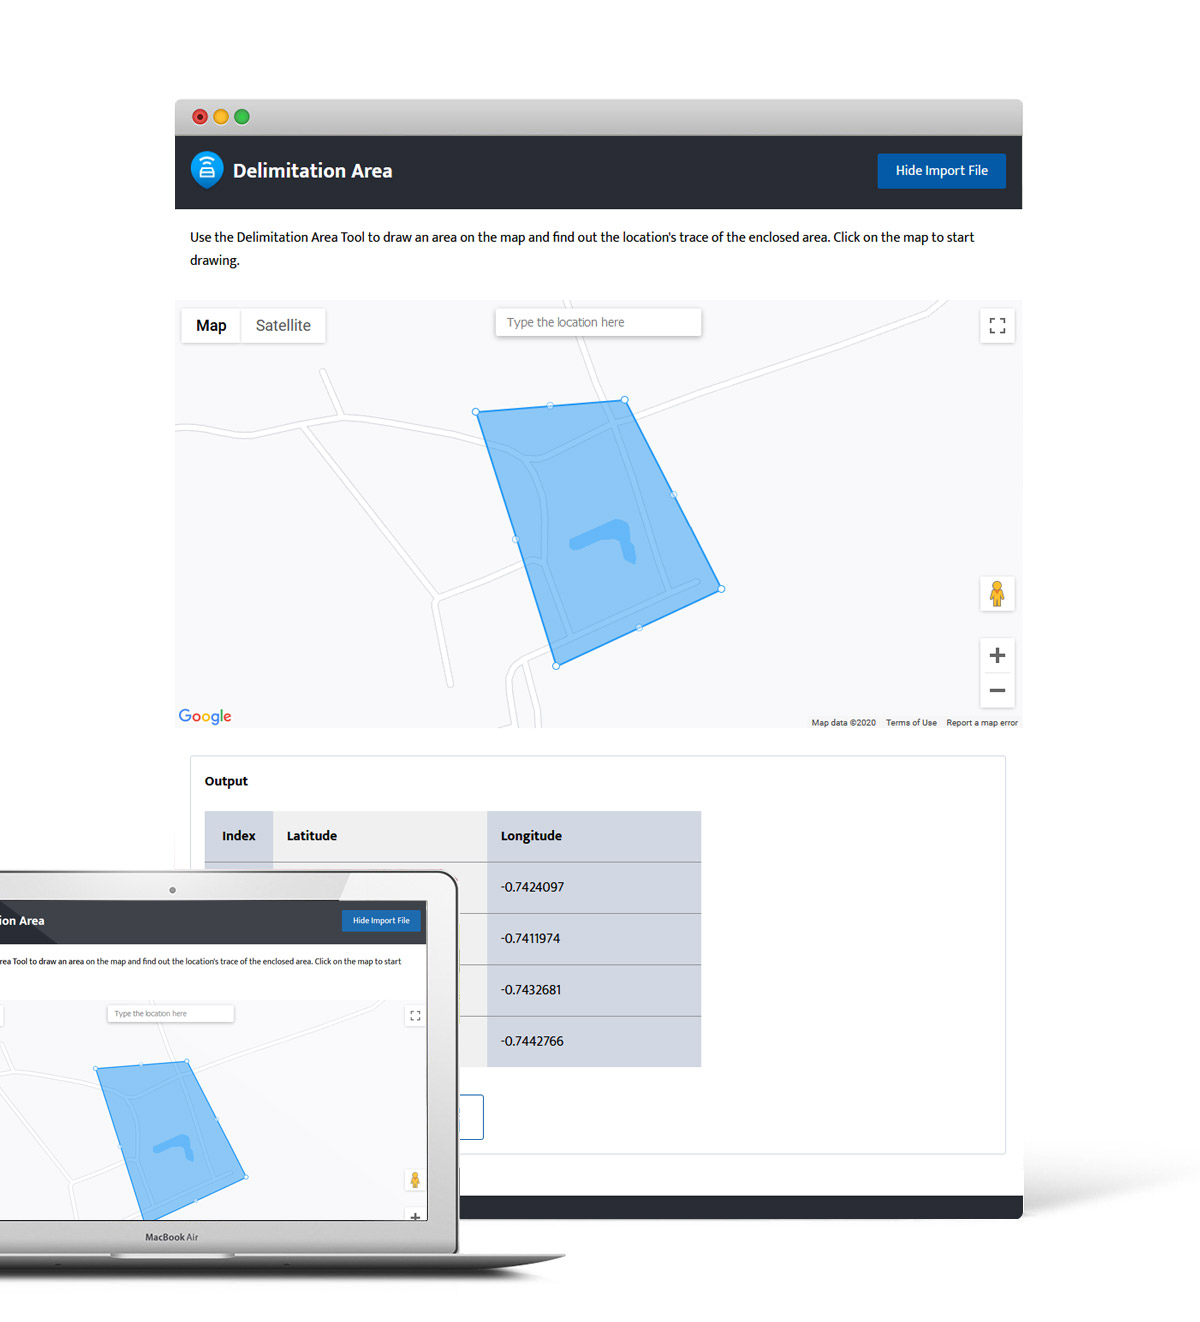 Delimitation Area
Hide Import File
Use the Delimitation Area Tool to draw an area on the map and find out the location's trace of the enclosed area. Click on the map to start
drawing.
Map
Satellite
Type the location here
Google
Map data ©2020
Terms of Use
Report a map error
Output
Index
Latitude
Longitude
-0.7424097
-0.7411974
-0.7432681
-0.7442766
ion Area
Hide Import File
rea Tool to draw an area on the map and find out the location's trace of the enclosed area. Click on the map to start
Type the location here
MacBook Air